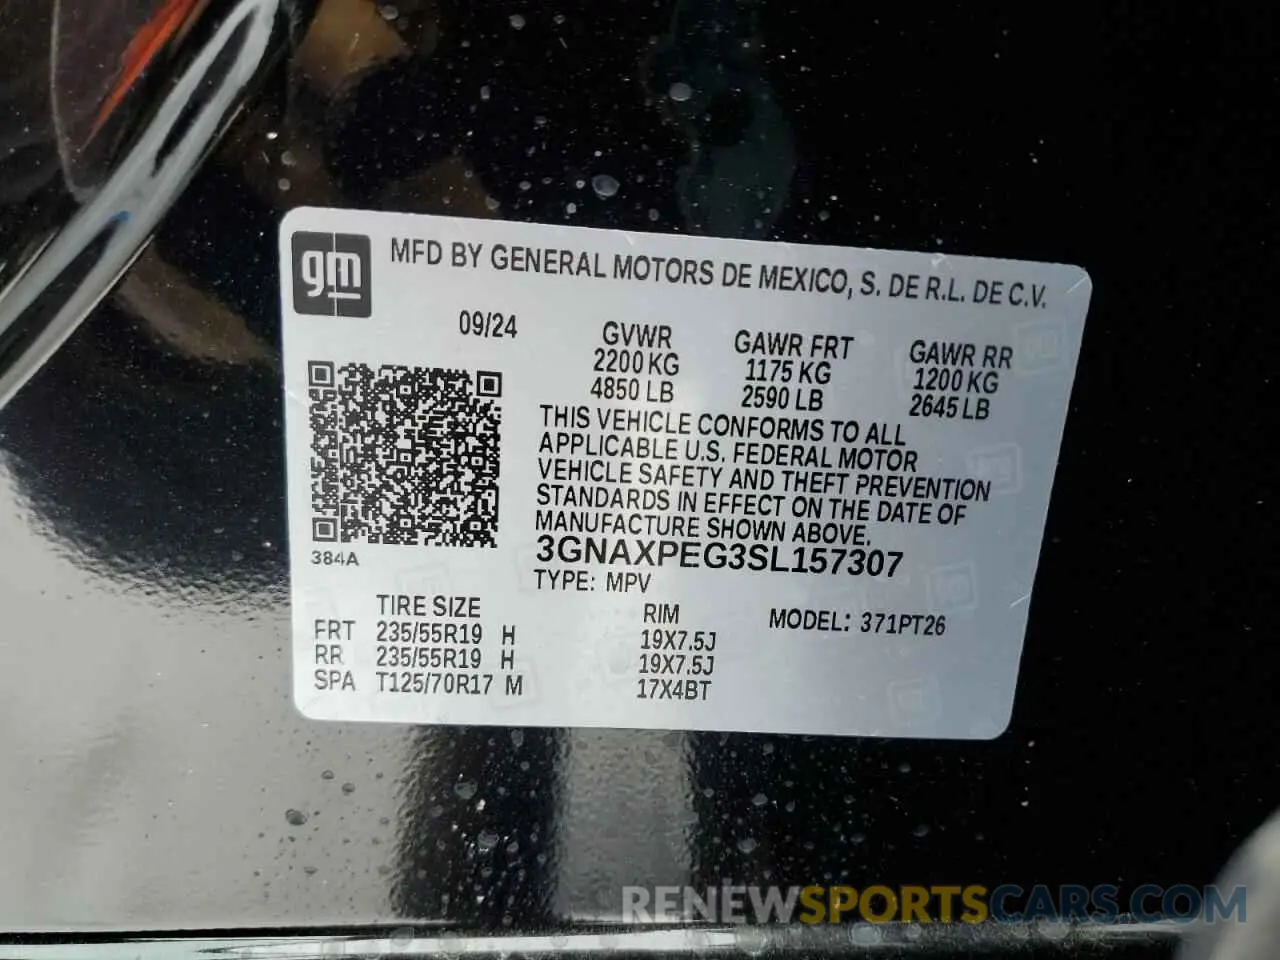 gm
MFD BY GENERAL MOTORS DE MEXICO, S. DE R.L. DE C.V.
09/24
GVWR
2200 KG
4850 LB
GAWR FRT
1175 KG
2590 LB
GAWR RR
1200 KG
2645 LB
THIS VEHICLE CONFORMS TO ALL
APPLICABLE U.S. FEDERAL MOTOR
VEHICLE SAFETY AND THEFT PREVENTION
STANDARDS IN EFFECT ON THE DATE OF
MANUFACTURE SHOWN ABOVE.
384A
3GNAXPEG3SL157307
TYPE: MPV
TIRE SIZE RIM MODEL: 371PT26
FRT 235/55R19 H 19X7.5J
RR 235/55R19 H 19X7.5J
SPA T125/70R17 M 17X4BT
RENEWSPORTSCARS.COM